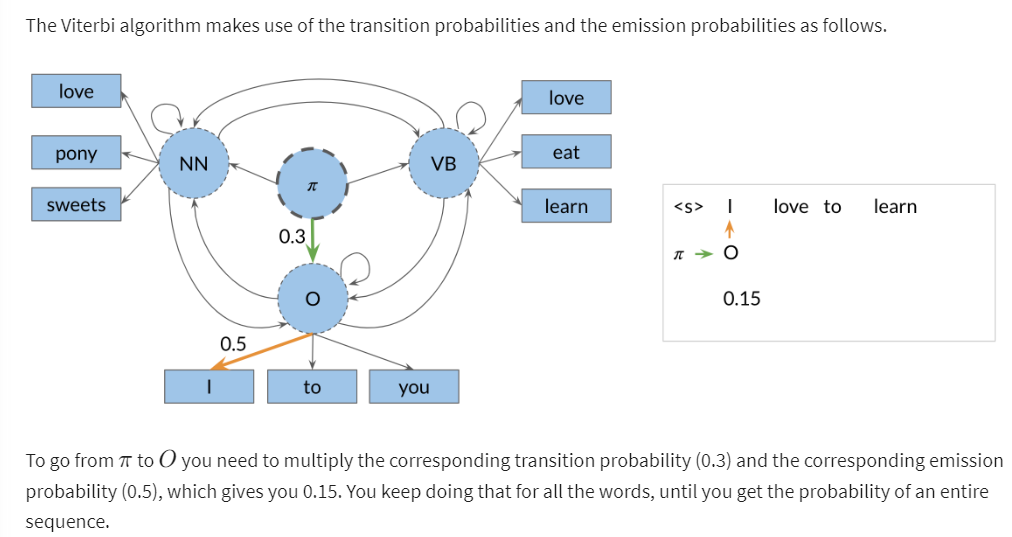 The Viterbi algorithm makes use of the transition probabilities and the emission probabilities as follows.
love
pony
sweets
NN
π
VB
love
eat
learn
0.3
O
0.5
I
to
you
<s> I love to learn
π O
0.15
To go from π to O you need to multiply the corresponding transition probability (0.3) and the corresponding emission
probability (0.5), which gives you 0.15. You keep doing that for all the words, until you get the probability of an entire
sequence.